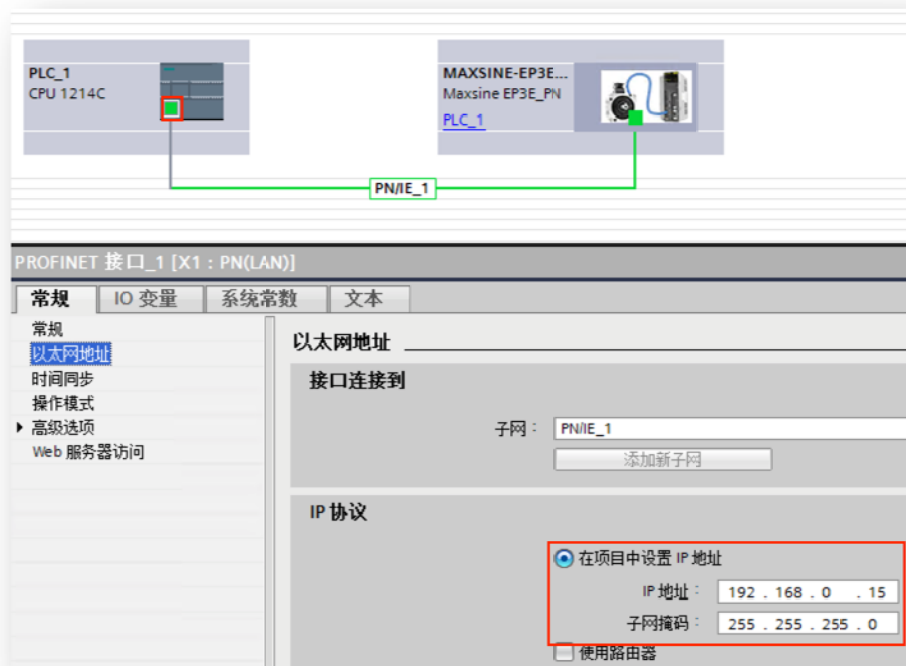 PLC_1
CPU 1214C
MAXSINE-EP3E...
Maxsine EP3E_PN
PLC_1
PN/IE_1
PROFINET 接口_1 [X1 : PN(LAN)]
常规 IO 变量 系统常数 文本
常规
以太网地址
时间同步
操作模式
高级选项
Web 服务器访问
以太网地址
接口连接到
子网： PN/IE_1
添加新子网
IP 协议
在项目中设置 IP 地址
IP 地址： 192 . 168 . 0 . 15
子网掩码： 255 . 255 . 255 . 0
使用路由器